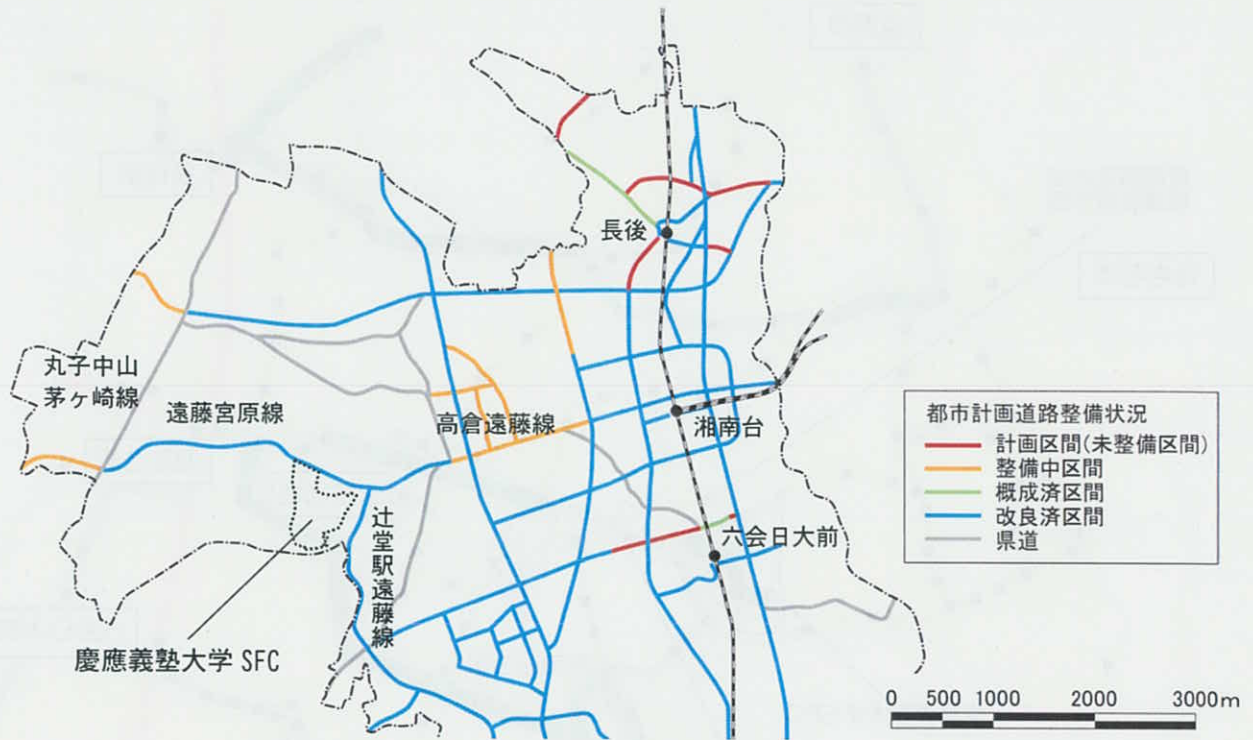 長後
丸子中山
茅ヶ崎線
遠藤宮原線
高倉遠藤線
湘南台
六会日大前
辻堂駅遠藤線
慶應義塾大学 SFC
都市計画道路整備状況
計画区間(未整備区間)
整備中区間
概成済区間
改良済区間
県道
0 500 1000 2000 3000m